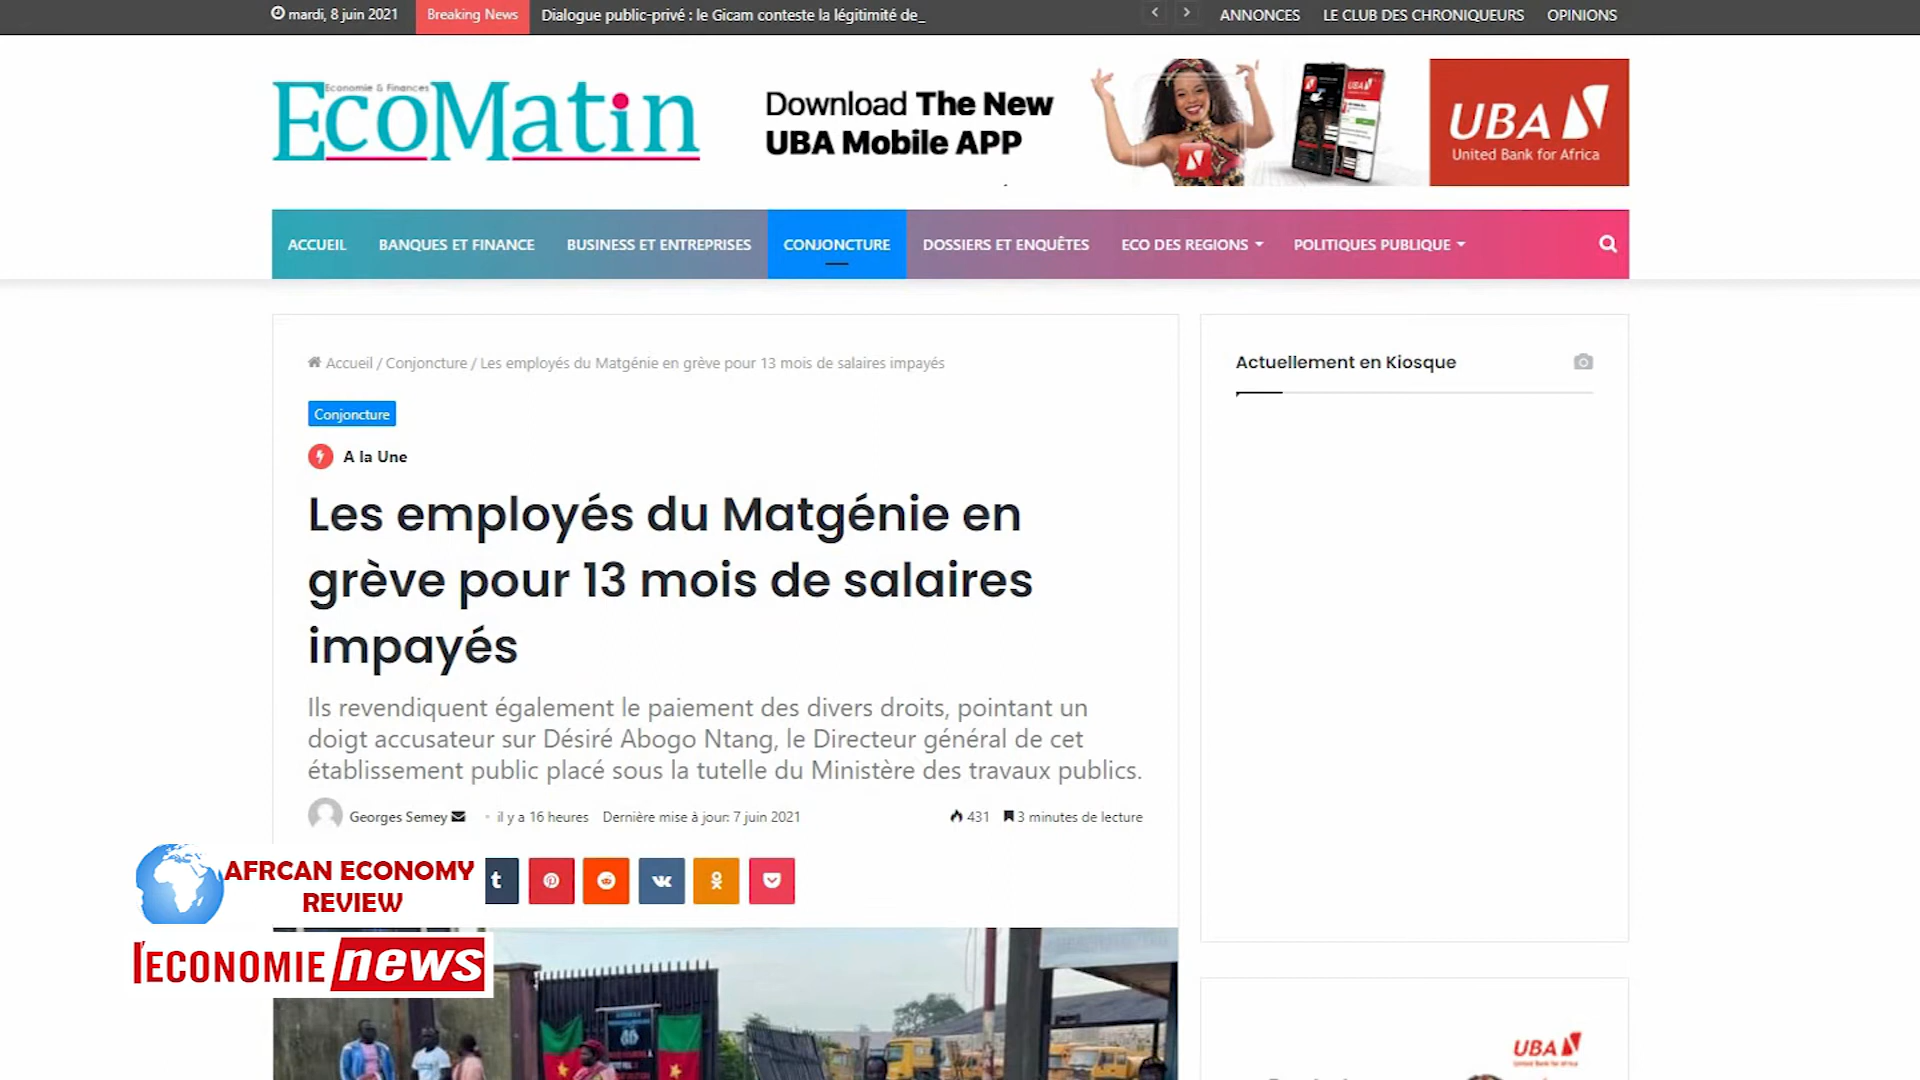 mardi, 8 juin 2021
Breaking News
Dialogue public-privé : le Gicam conteste la légitimité de_
ANNONCES
LE CLUB DES CHRONIQUEURS
OPINIONS
Economie & Finances
EcoMatin
Download The New
UBA Mobile APP
UBA
United Bank for Africa
ACCUEIL
BANQUES ET FINANCE
BUSINESS ET ENTREPRISES
CONJONCTURE
DOSSIERS ET ENQUÊTES
ECO DES REGIONS
POLITIQUES PUBLIQUE
Accueil / Conjoncture / Les employés du Matgénie en grève pour 13 mois de salaires impayés
Actuellement en Kiosque
Conjoncture
A la Une
Les employés du Matgénie en
grève pour 13 mois de salaires
impayés
Ils revendiquent également le paiement des divers droits, pointant un
doigt accusateur sur Désiré Abogo Ntang, le Directeur général de cet
établissement public placé sous la tutelle du Ministère des travaux publics.
Georges Semey
il y a 16 heures
Dernière mise à jour: 7 juin 2021
431
3 minutes de lecture
AFRCAN ECONOMY
REVIEW
l'ECONOMIE news
UBA
United Bank for Africa